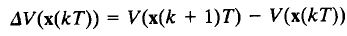 ΔV(x(kT)) = V(x(k + 1)T) − V(x(kT))